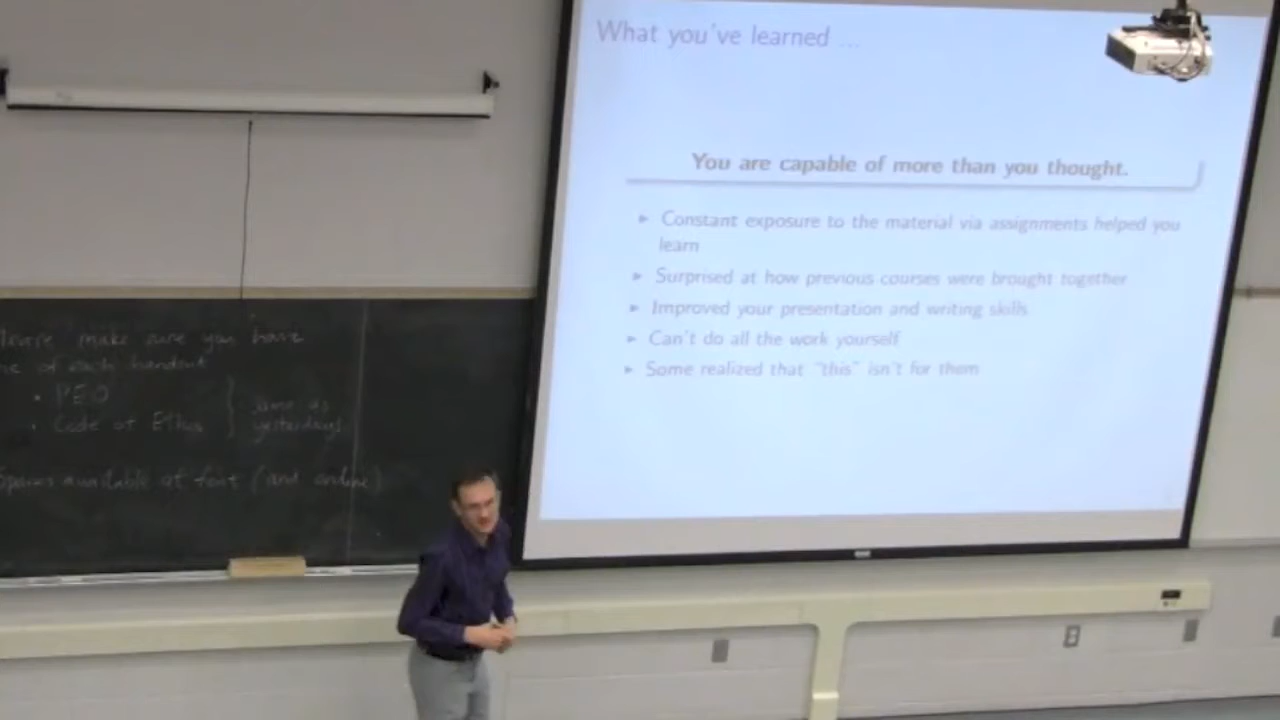 What you've learned ...
You are capable of more than you thought.
▸ Constant exposure to the material via assignments helped you
learn
▸ Surprised at how previous courses were brought together
▸ Improved your presentation and writing skills
▸ Can't do all the work yourself
▸ Some realized that "this" isn't for them
make sure you have
of each handout
• PEO
• Code of Ethics
same as
yesterday!
available at front (and online)